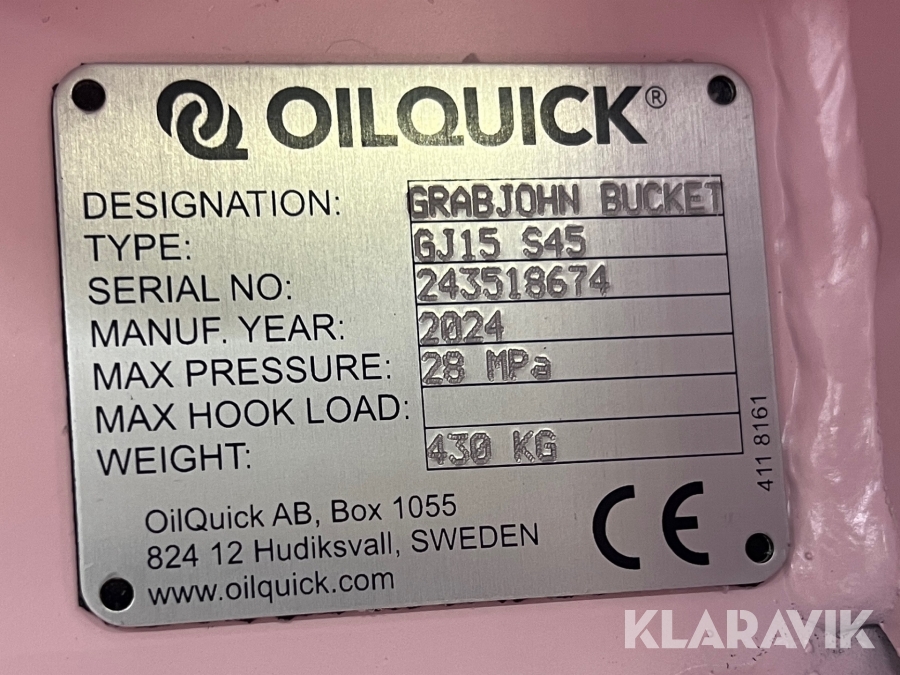 OILQUICK®
DESIGNATION: GRABJOHN BUCKET
TYPE: GJ15 S45
SERIAL NO: 243518674
MANUF. YEAR: 2024
MAX PRESSURE: 28 MPa
MAX HOOK LOAD:
WEIGHT: 430 KG
411 8161
OilQuick AB, Box 1055
824 12 Hudiksvall, SWEDEN
www.oilquick.com
CE
KLARAVIK